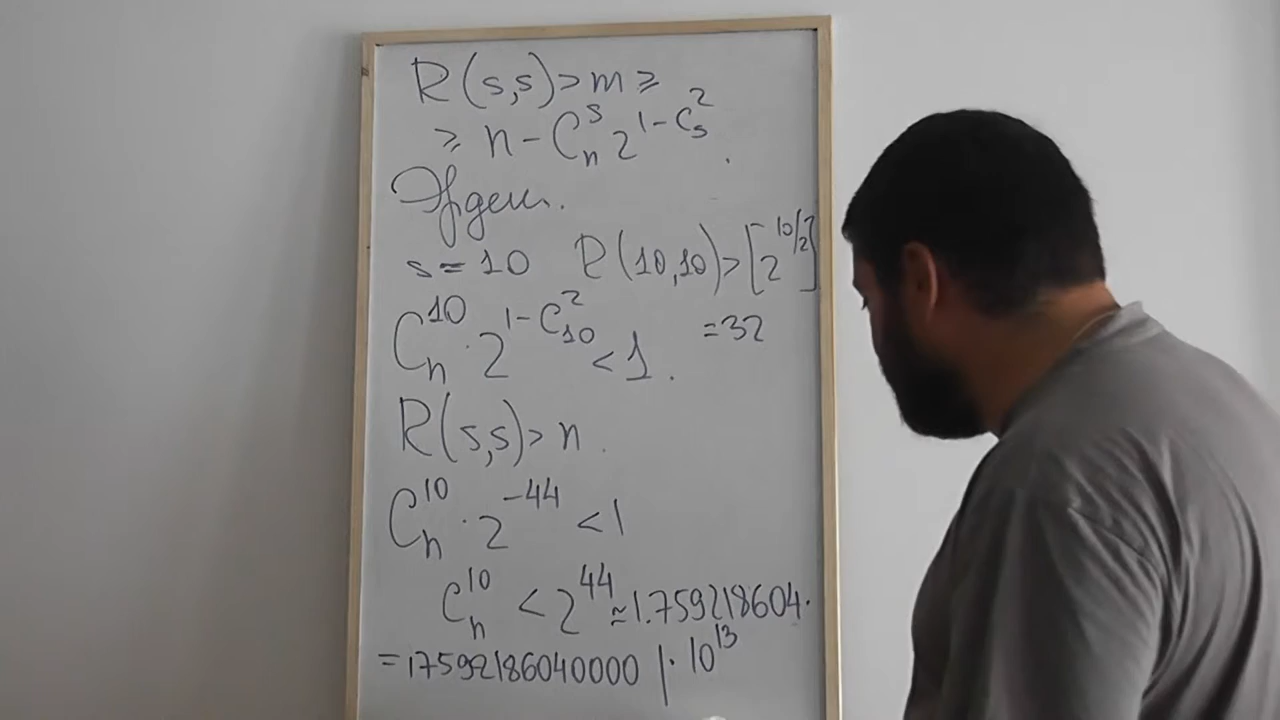 R(s,s) > m ≥
≥ n - C_n^s 2^{1-C_s^2}.
Эрдеш.
s = 10 R(10,10) > [2^{10/2}]
= 32
C_n^{10} · 2^{1-C_{10}^2} < 1.
R(s,s) > n.
C_n^{10} · 2^{-44} < 1
C_n^{10} < 2^{44} ≈ 1.759218604·
= 17592186040000 | · 10^{13}